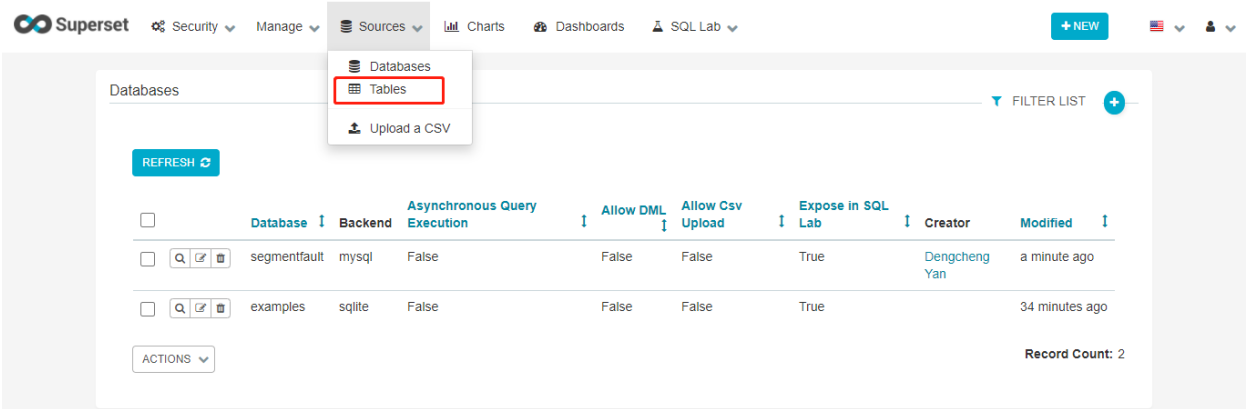 Superset Security Manage Sources Charts Dashboards SQL Lab + NEW
Databases
Tables
Upload a CSV
Databases
FILTER LIST
REFRESH
Database Backend Asynchronous Query Execution Allow DML Allow Csv Upload Expose in SQL Lab Creator Modified
segmentfault mysql False False False True Dengcheng Yan a minute ago
examples sqlite False False False True 34 minutes ago
ACTIONS
Record Count: 2